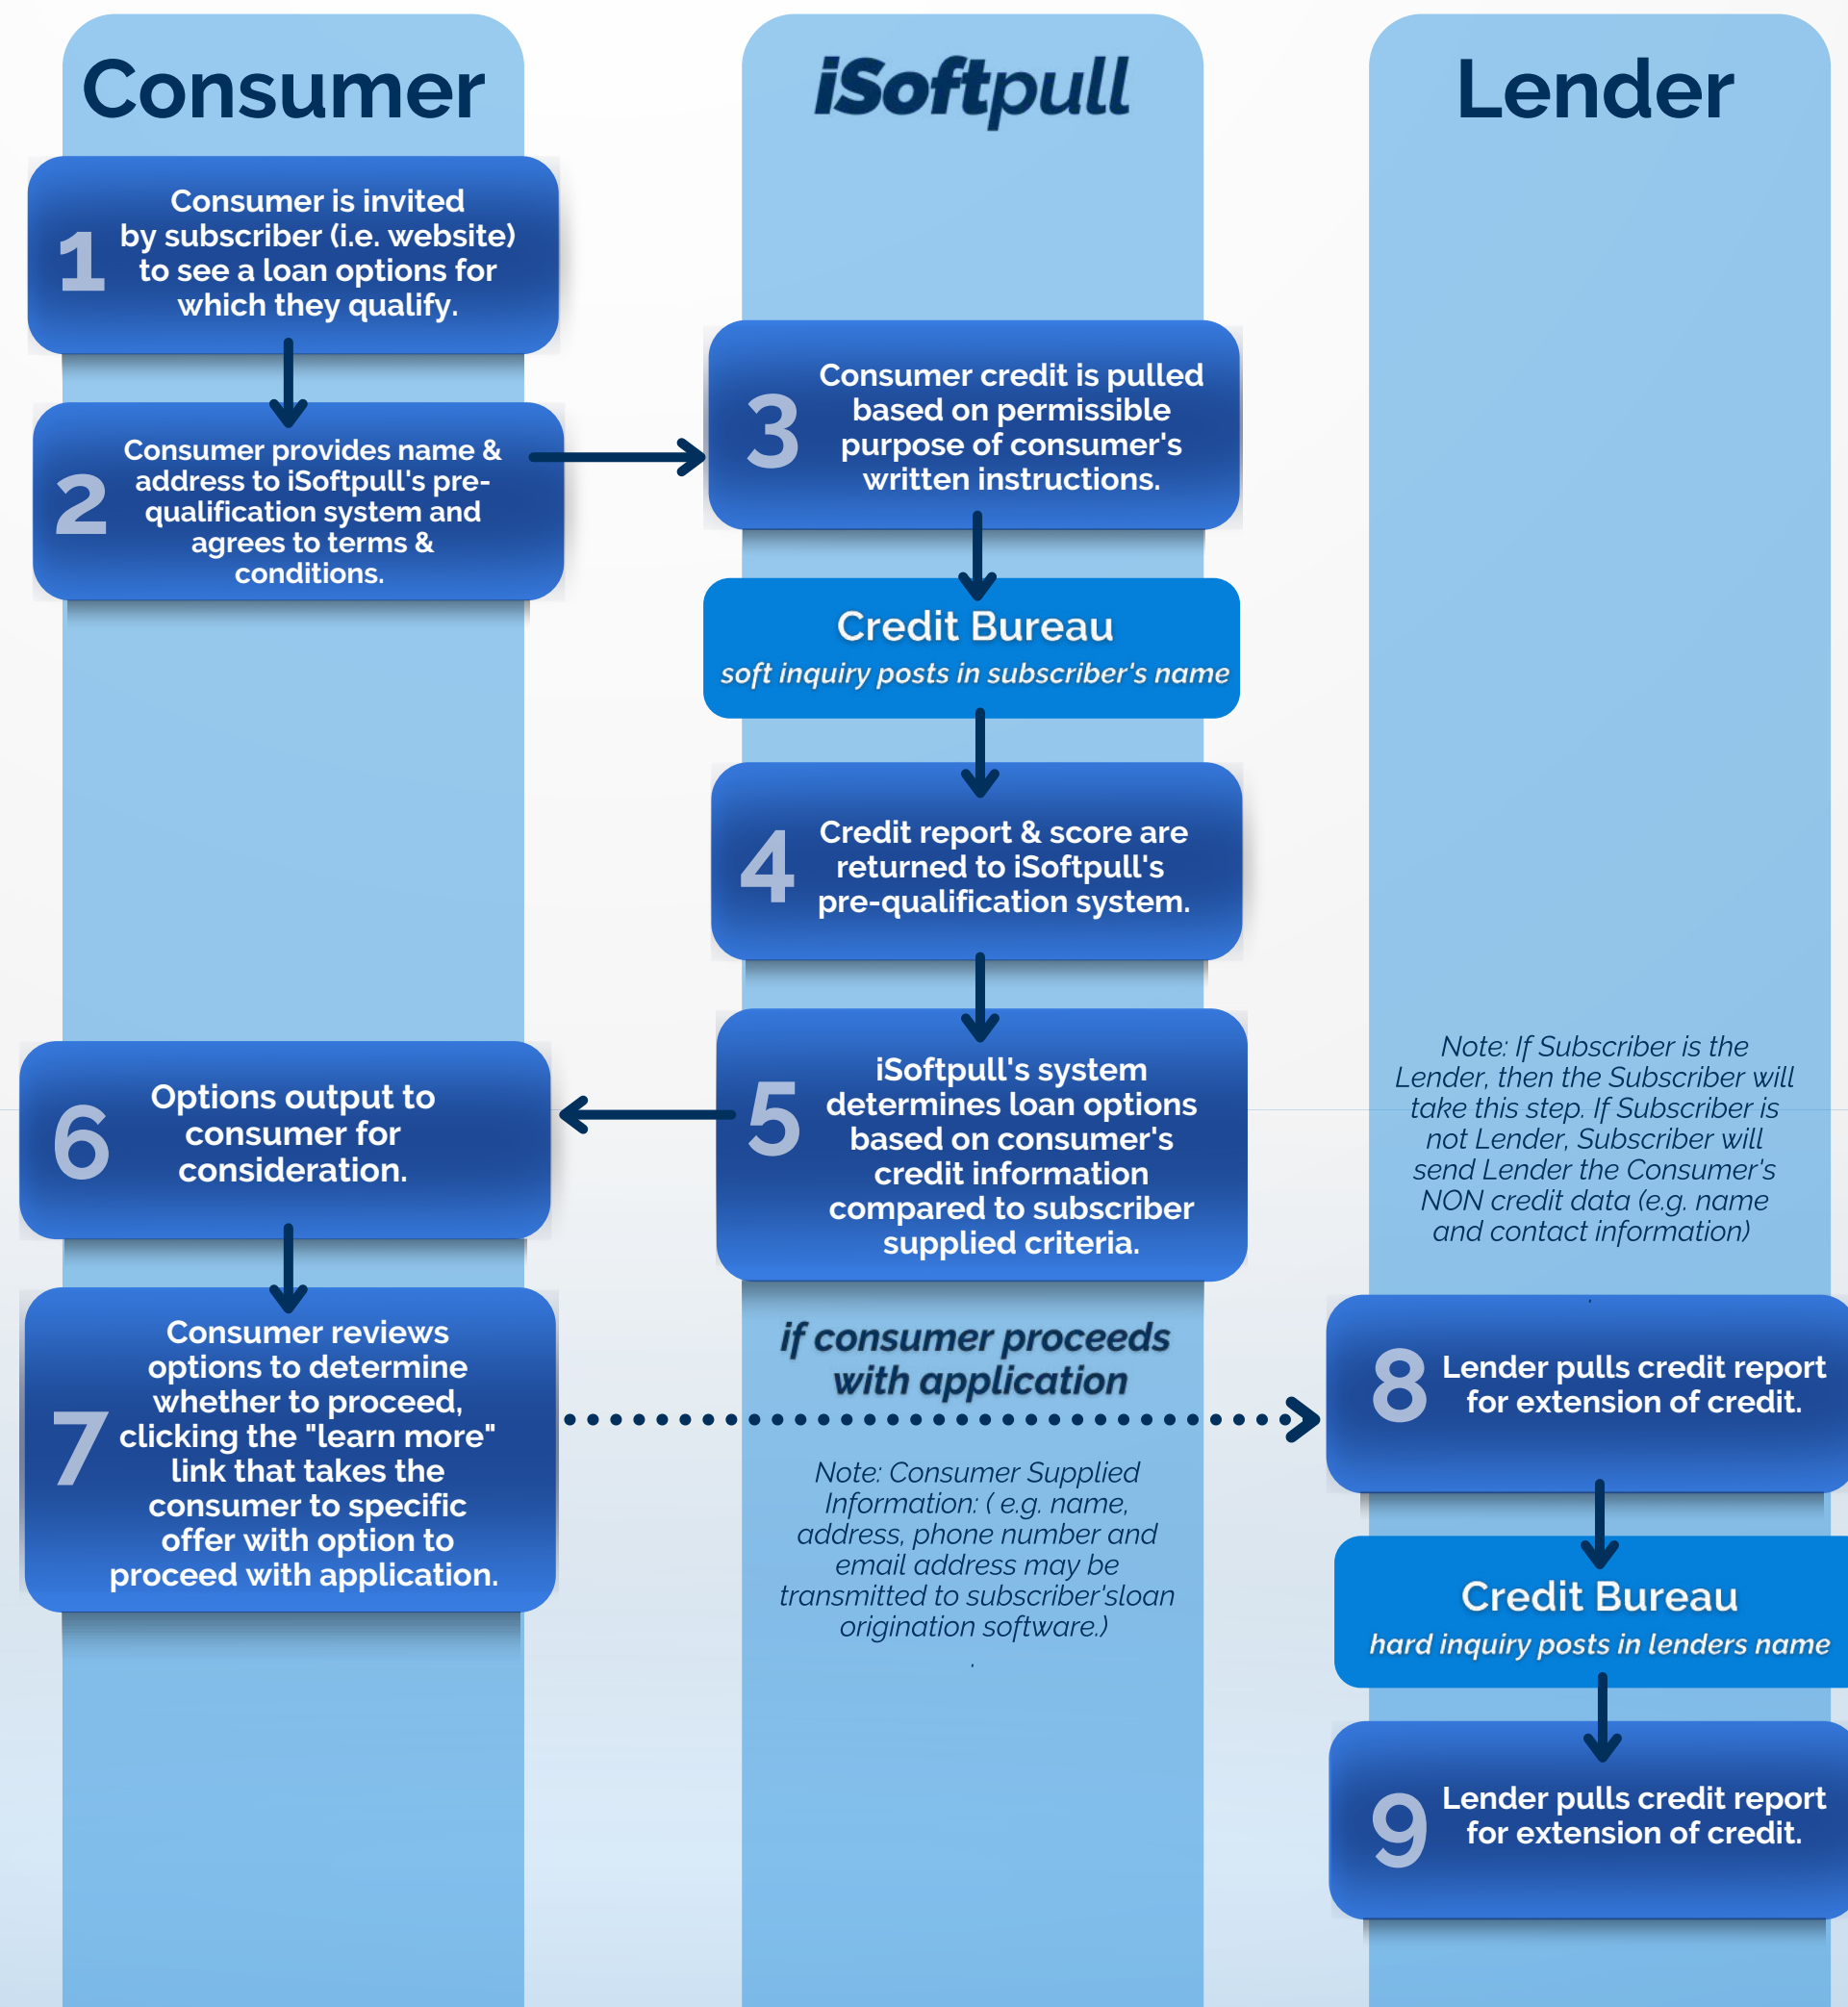 Consumer
iSoftpull
Lender
1
Consumer is invited
by subscriber (i.e. website)
to see a loan options for
which they qualify.
2
Consumer provides name &
address to iSoftpull's pre-
qualification system and
agrees to terms &
conditions.
3
Consumer credit is pulled
based on permissible
purpose of consumer's
written instructions.
Credit Bureau
soft inquiry posts in subscriber's name
4
Credit report & score are
returned to iSoftpull's
pre-qualification system.
5
iSoftpull's system
determines loan options
based on consumer's
credit information
compared to subscriber
supplied criteria.
6
Options output to
consumer for
consideration.
7
Consumer reviews
options to determine
whether to proceed,
clicking the "learn more"
link that takes the
consumer to specific
offer with option to
proceed with application.
if consumer proceeds
with application
Note: Consumer Supplied
Information: ( e.g. name,
address, phone number and
email address may be
transmitted to subscriber'sloan
origination software.)
.
Note: If Subscriber is the
Lender, then the Subscriber will
take this step. If Subscriber is
not Lender, Subscriber will
send Lender the Consumer's
NON credit data (e.g. name
and contact information)
.
8
Lender pulls credit report
for extension of credit.
Credit Bureau
hard inquiry posts in lenders name
9
Lender pulls credit report
for extension of credit.